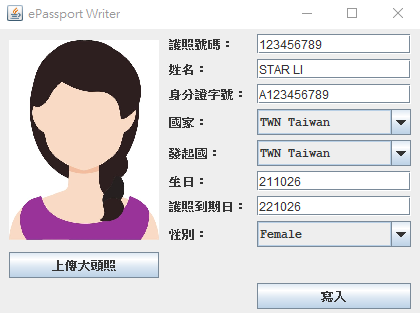 ePassport Writer
護照號碼： 123456789
姓名： STAR LI
身分證字號： A123456789
國家： TWN Taiwan
發起國： TWN Taiwan
生日： 211026
護照到期日： 221026
性別： Female
上傳大頭照
寫入